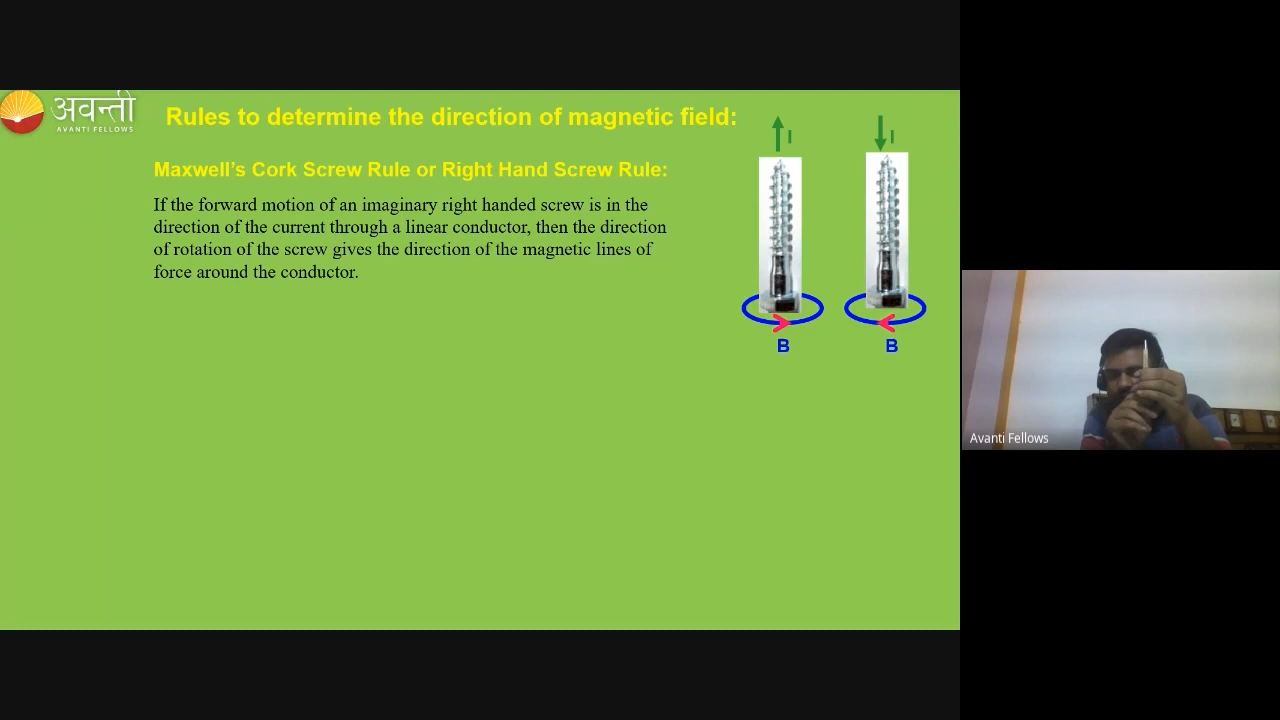 अवन्ती
AVANTI FELLOWS
Rules to determine the direction of magnetic field:
Maxwell’s Cork Screw Rule or Right Hand Screw Rule:
If the forward motion of an imaginary right handed screw is in the
direction of the current through a linear conductor, then the direction
of rotation of the screw gives the direction of the magnetic lines of
force around the conductor.
I
I
B
B
Avanti Fellows